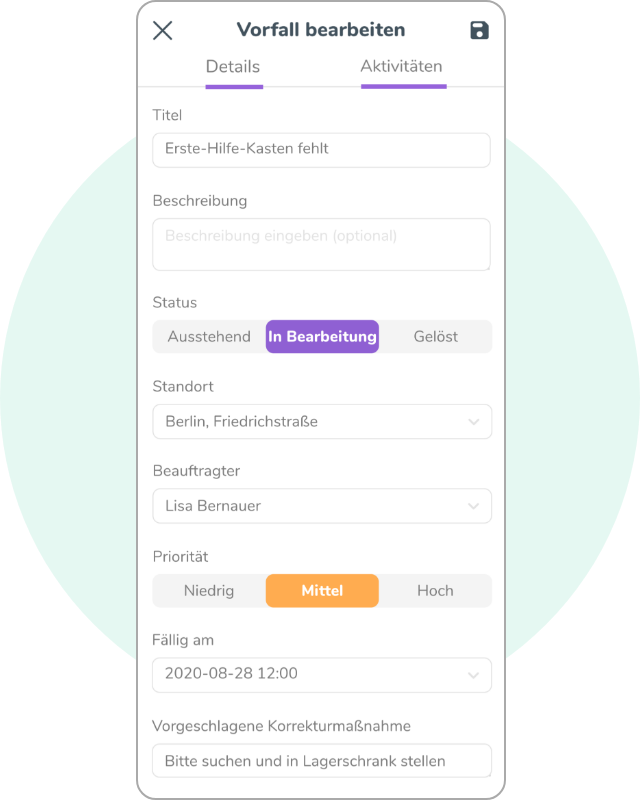 Vorfall bearbeiten
Details Aktivitäten
Titel
Erste-Hilfe-Kasten fehlt
Beschreibung
Beschreibung eingeben (optional)
Status
Ausstehend In Bearbeitung Gelöst
Standort
Berlin, Friedrichstraße
Beauftragter
Lisa Bernauer
Priorität
Niedrig Mittel Hoch
Fällig am
2020-08-28 12:00
Vorgeschlagene Korrekturmaßnahme
Bitte suchen und in Lagerschrank stellen